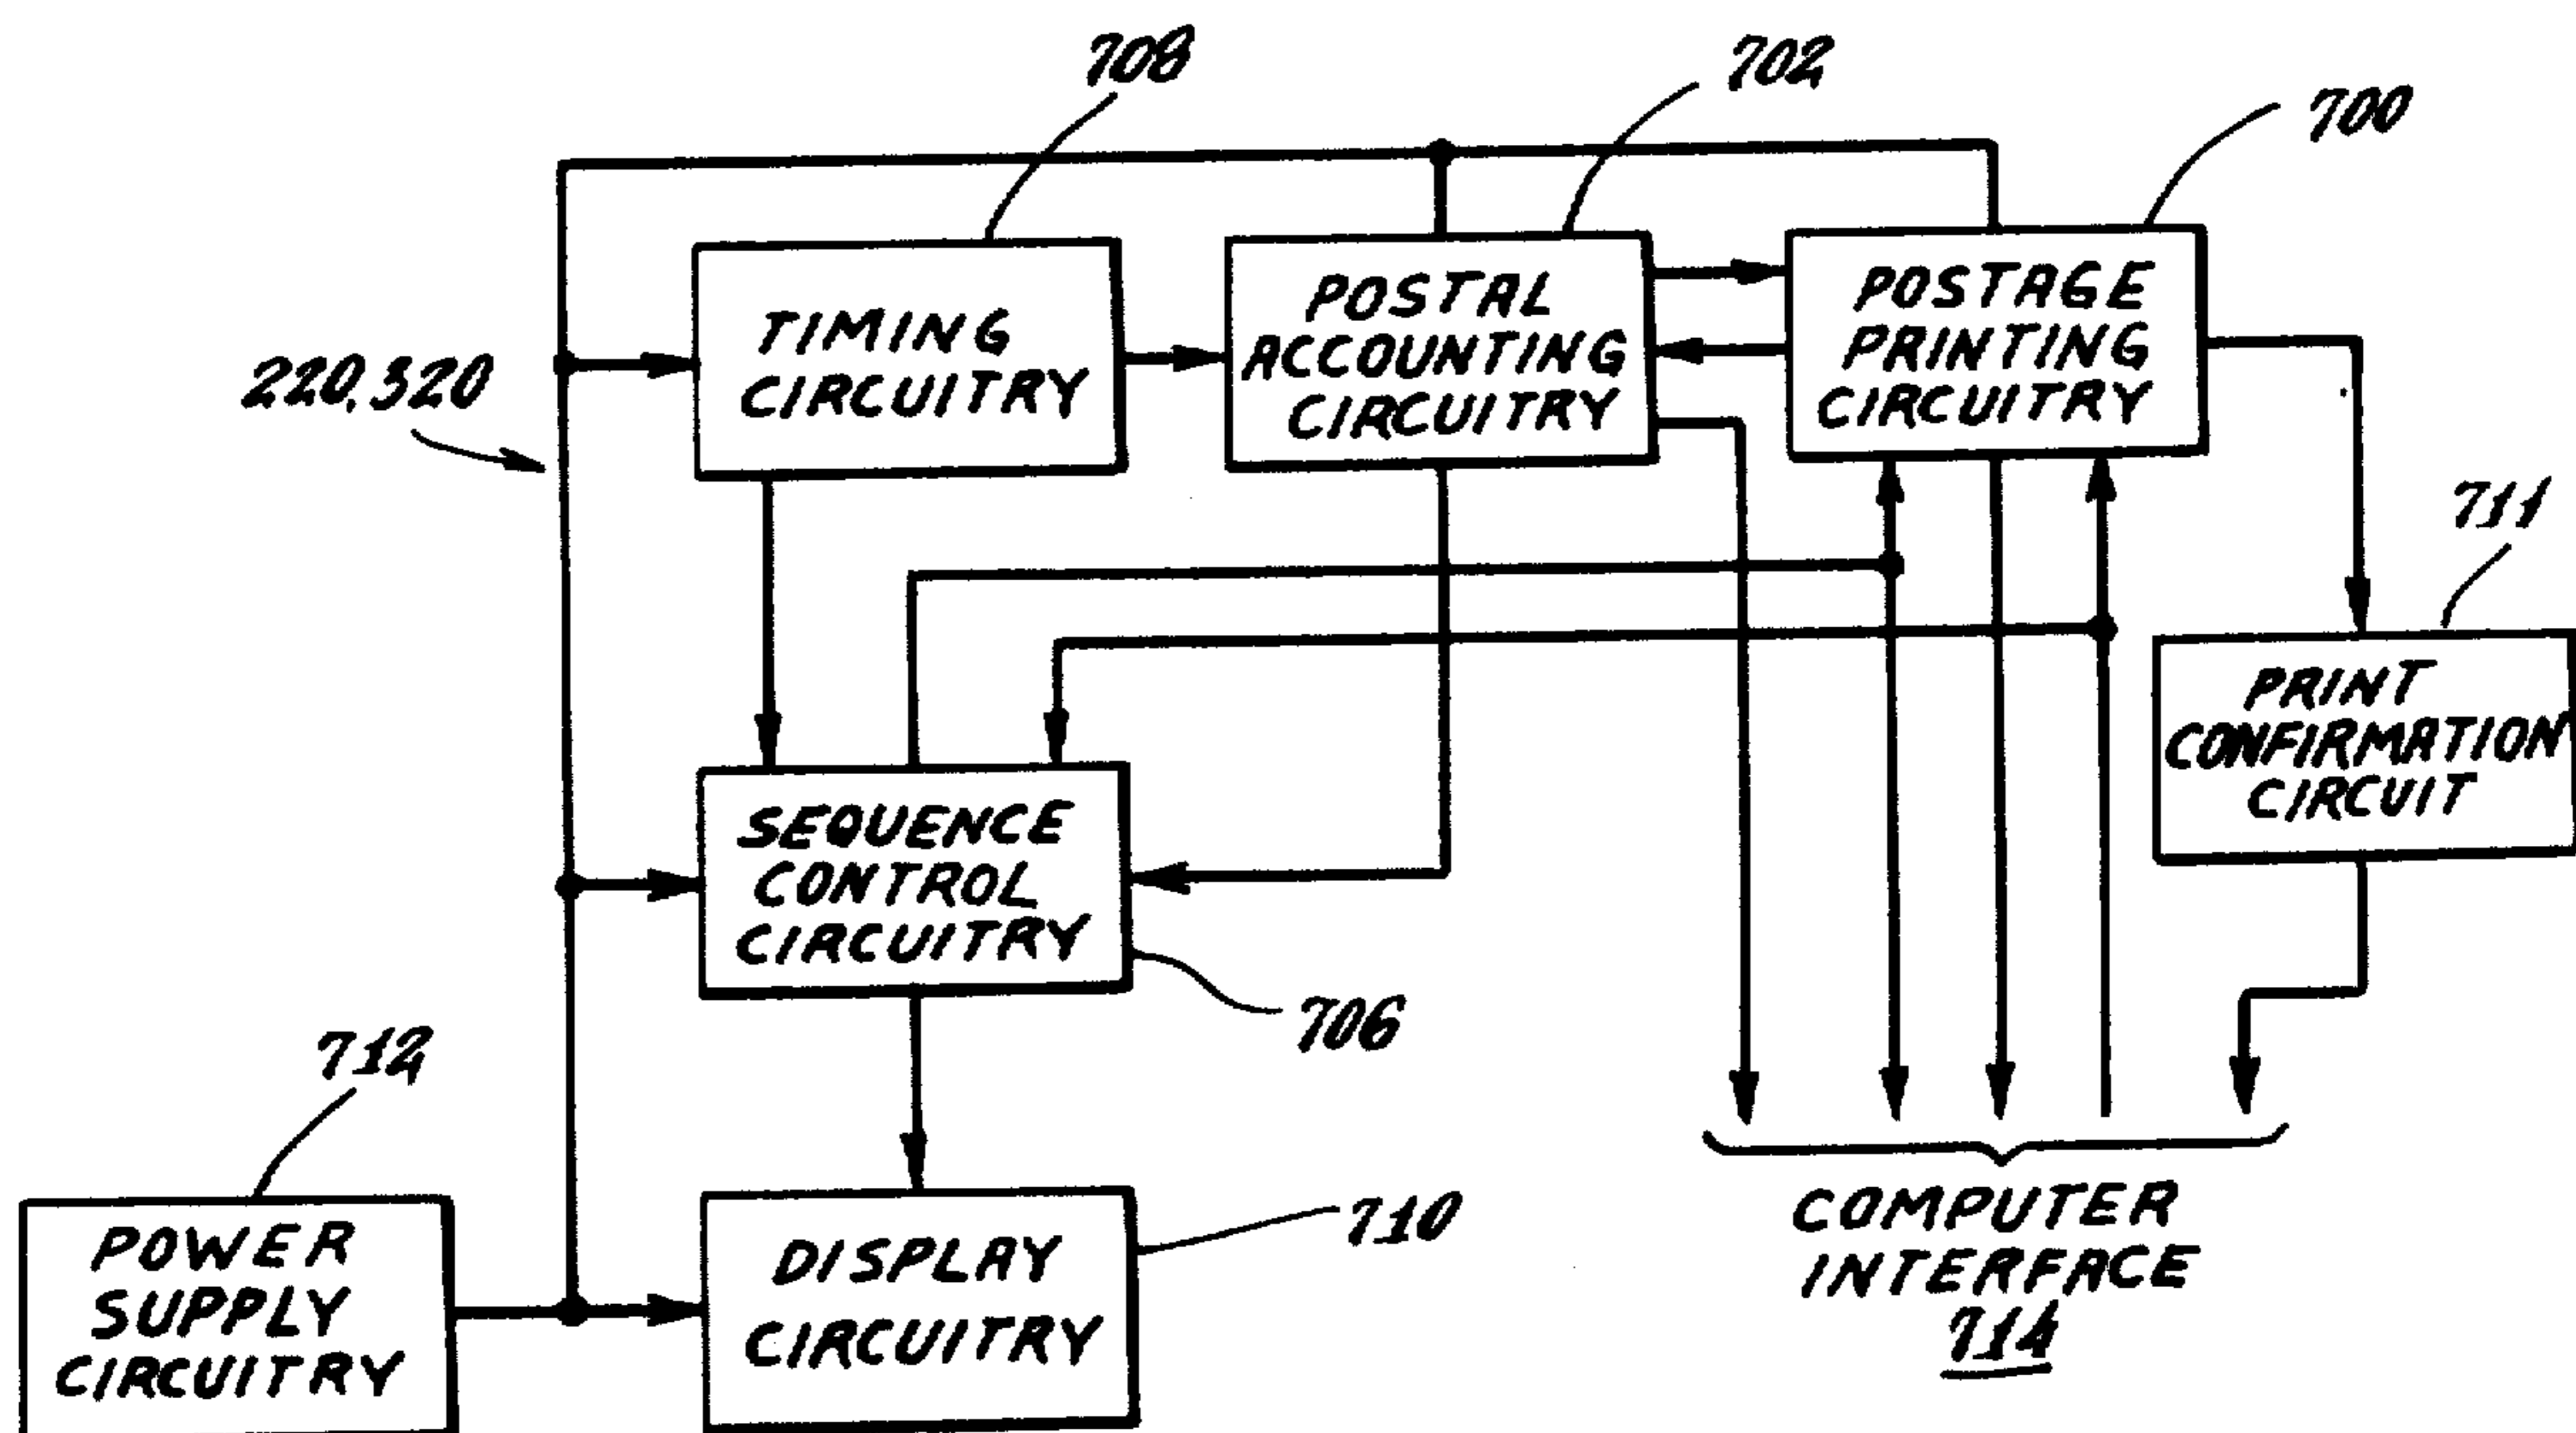 708
702
700
TIMING
CIRCUITRY
POSTAL
ACCOUNTING
CIRCUITRY
POSTAGE
PRINTING
CIRCUITRY
220,320
711
PRINT
CONFIRMATION
CIRCUIT
SEQUENCE
CONTROL
CIRCUITRY
706
712
POWER
SUPPLY
CIRCUITRY
DISPLAY
CIRCUITRY
710
COMPUTER
INTERFACE
714